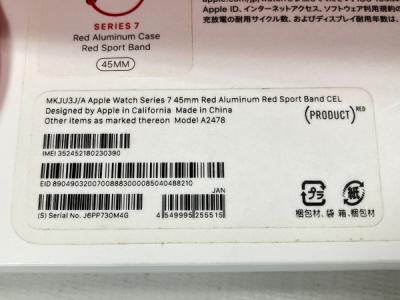 SERIES 7
Red Aluminum Case
Red Sport Band
45MM
Apple ID、インターネットアクセス、ソフトウェア利用規約の
充放電の耐用サイクル数、およびディスプレイ耐用年数は、
MKJU3J/A Apple Watch Series 7 45mm Red Aluminum Red Sport Band CEL
Designed by Apple in California Made in China
Other items as marked thereon Model A2478
(PRODUCT)RED
IMEI 352452180230390
EID 89049032007008883000085040488210
JAN
(S) Serial No. J6PP730M4G
4 549995 255515
プラ
紙
梱包材、袋 箱、梱包材